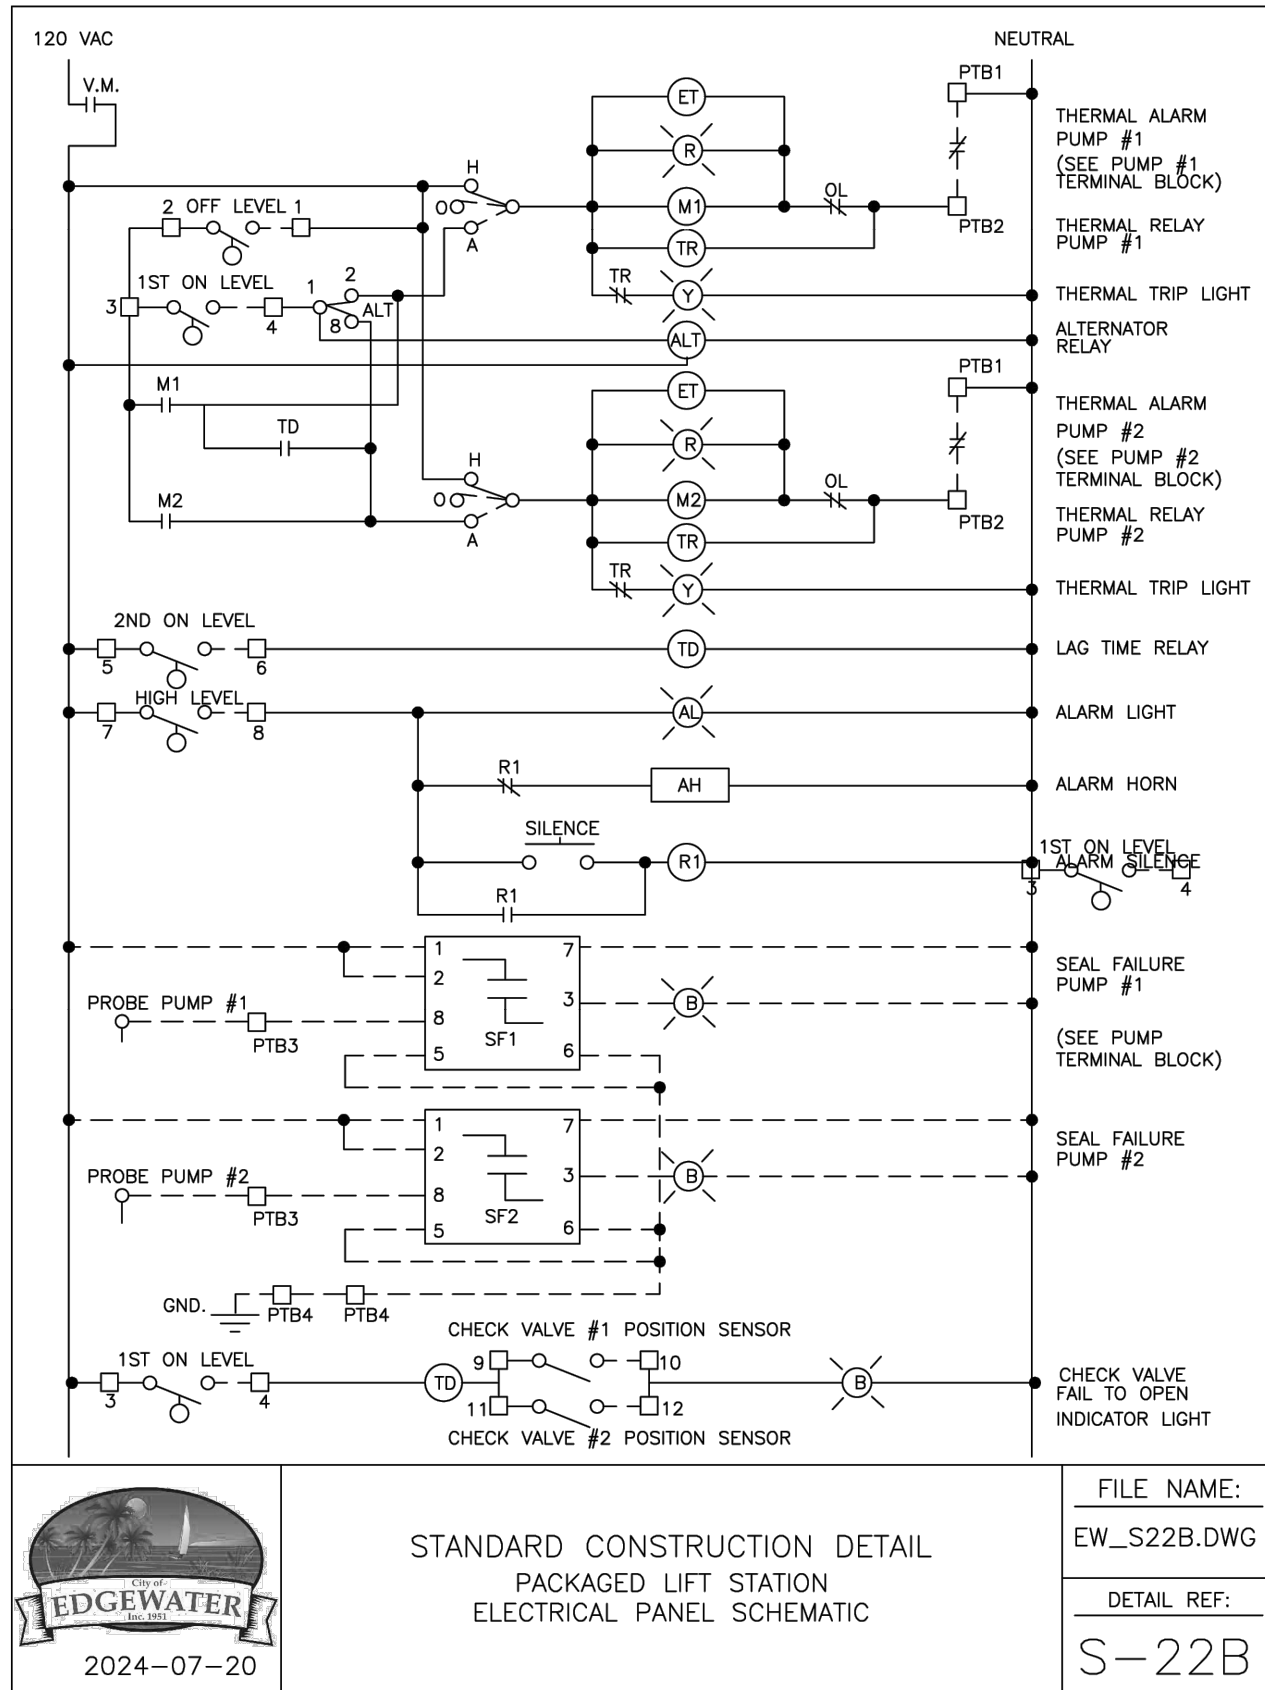 120 VAC
NEUTRAL
V.M.
PTB1
ET
THERMAL ALARM
PUMP #1
(SEE PUMP #1
TERMINAL BLOCK)
R
H
2 OFF LEVEL 1
O
M1
OL
A
PTB2
THERMAL RELAY
PUMP #1
TR
1ST ON LEVEL
1
2
TR
Y
THERMAL TRIP LIGHT
3
4
8
ALT
ALT
ALTERNATOR
RELAY
PTB1
M1
ET
THERMAL ALARM
PUMP #2
(SEE PUMP #2
TERMINAL BLOCK)
TD
R
H
O
M2
M2
OL
A
PTB2
THERMAL RELAY
PUMP #2
TR
TR
Y
THERMAL TRIP LIGHT
2ND ON LEVEL
5
6
TD
LAG TIME RELAY
HIGH LEVEL
7
8
AL
ALARM LIGHT
R1
AH
ALARM HORN
SILENCE
R1
1ST ON LEVEL
ALARM SILENCE
3
4
R1
1
7
2
SEAL FAILURE
PUMP #1
PROBE PUMP #1
3
B
8
PTB3
SF1
5
6
(SEE PUMP
TERMINAL BLOCK)
1
7
2
SEAL FAILURE
PUMP #2
PROBE PUMP #2
3
B
8
PTB3
SF2
5
6
GND.
PTB4
PTB4
CHECK VALVE #1 POSITION SENSOR
1ST ON LEVEL
9
10
3
4
TD
B
CHECK VALVE
FAIL TO OPEN
INDICATOR LIGHT
11
12
CHECK VALVE #2 POSITION SENSOR
City of
EDGEWATER
Inc. 1951
2024-07-20
STANDARD CONSTRUCTION DETAIL
PACKAGED LIFT STATION
ELECTRICAL PANEL SCHEMATIC
FILE NAME:
EW_S22B.DWG
DETAIL REF:
S-22B